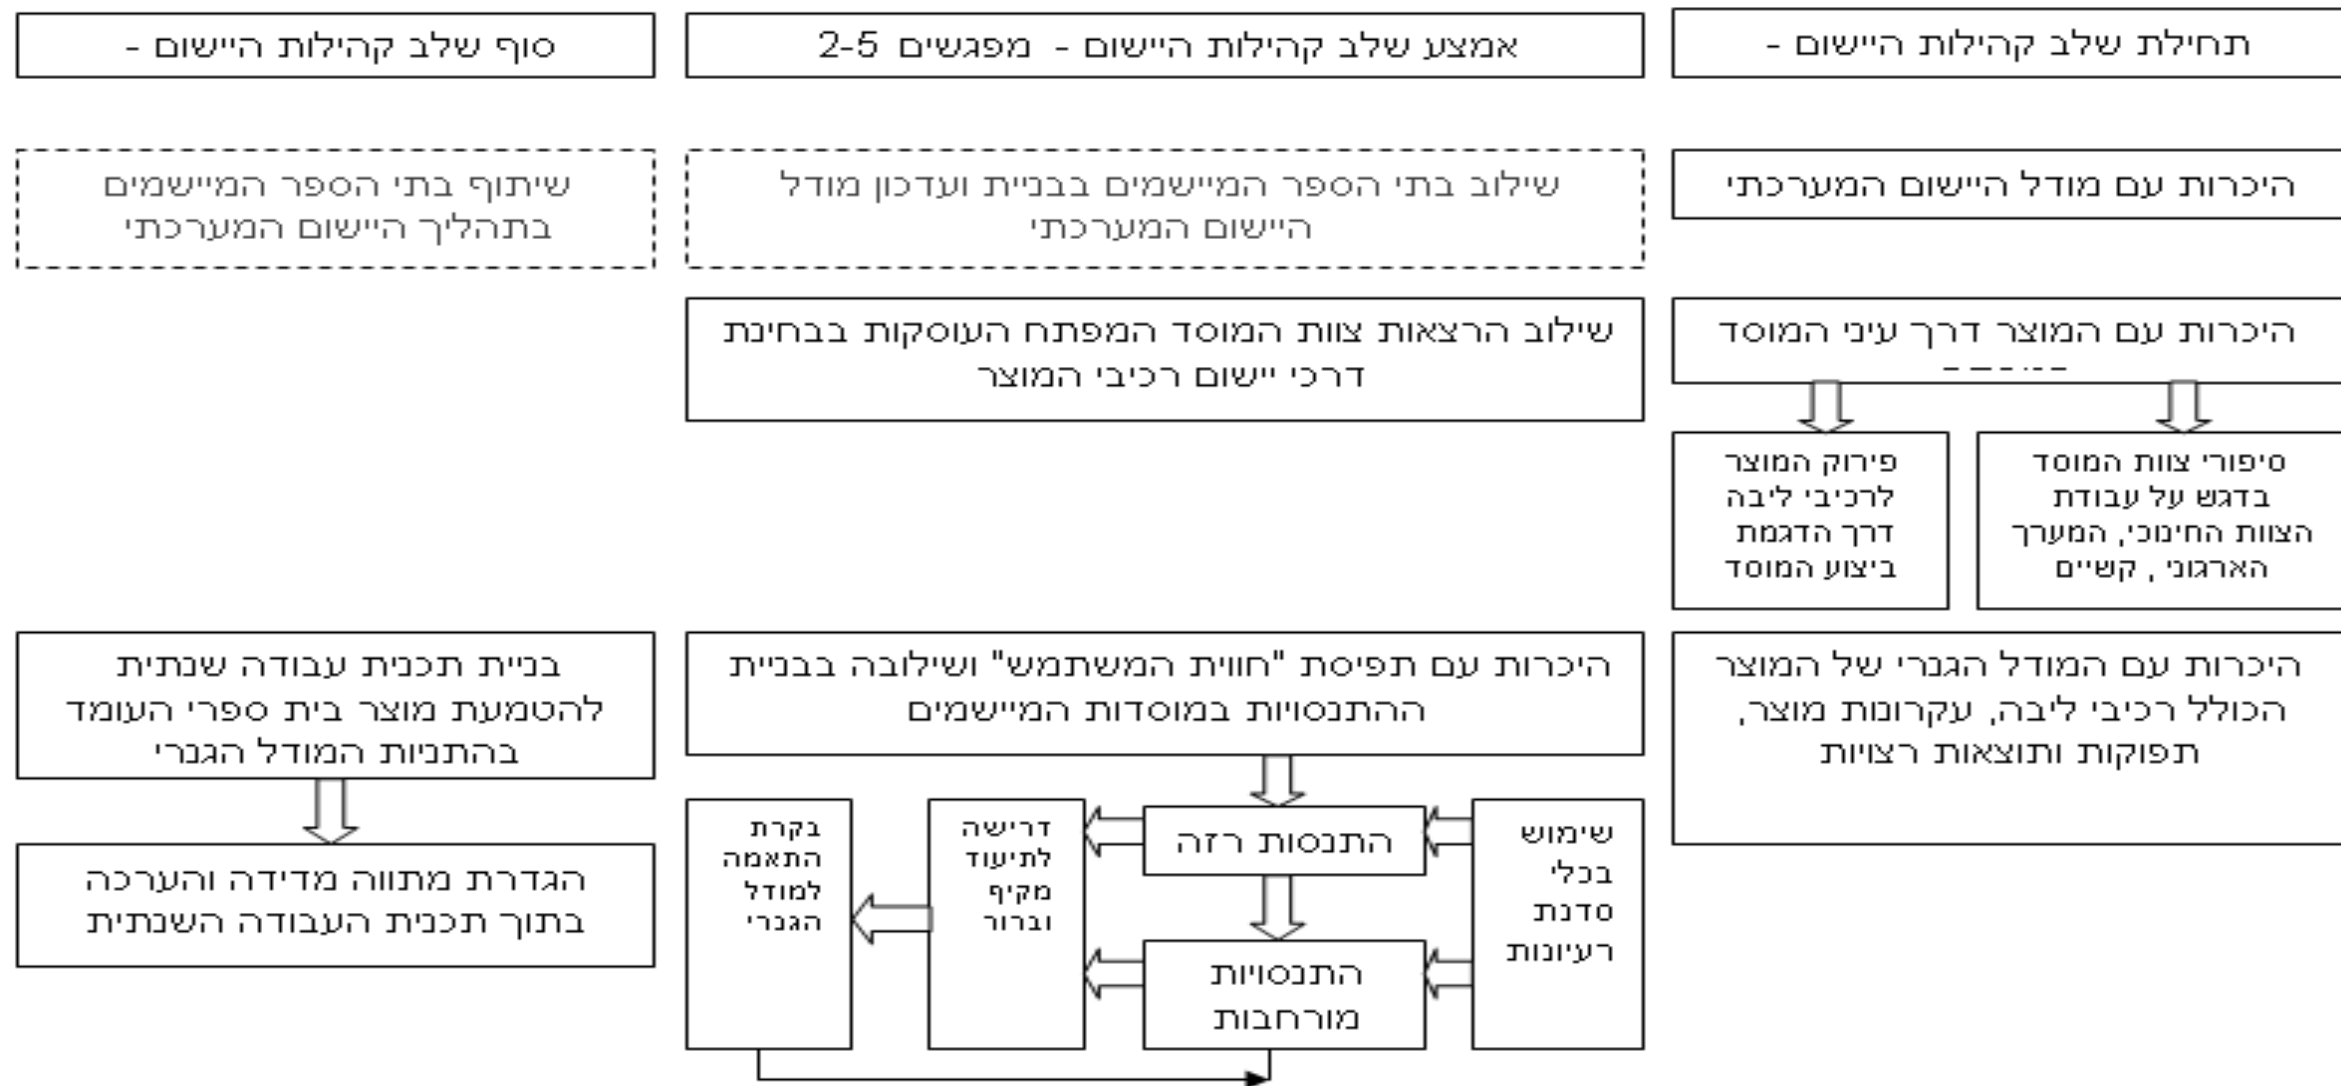 תחילת שלב קהילות היישום -
אמצע שלב קהילות היישום - מפגשים 2-5
סוף שלב קהילות היישום -
היכרות עם מודל היישום המערכתי
שילוב בתי הספר המיישמים בבניית ועדכון מודל
היישום המערכתי
שיתוף בתי הספר המיישמים
בתהליך היישום המערכתי
היכרות עם המוצר דרך עיני המוסד
שילוב הרצאות צוות המוסד המפתח העוסקות בבחינת
דרכי יישום רכיבי המוצר
סיפורי צוות המוסד
בדגש על עבודת
הצוות החינוכי, המערך
הארגוני , קשיים
פירוק המוצר
לרכיבי ליבה
דרך הדגמת
ביצוע המוסד
היכרות עם המודל הגנרי של המוצר
הכולל רכיבי ליבה, עקרונות מוצר,
תפוקות ותוצאות רצויות
היכרות עם תפיסת "חווית המשתמש" ושילובה בבניית
ההתנסויות במוסדות המיישמים
שימוש
בכלי
סדנת
רעיונות
התנסות רזה
התנסויות
מורחבות
דרישה
לתיעוד
מקיף
וברור
בקרת
התאמה
למודל
הגנרי
בניית תכנית עבודה שנתית
להטמעת מוצר בית ספרי העומד
בהתניות המודל הגנרי
הגדרת מתווה מדידה והערכה
בתוך תכנית העבודה השנתית